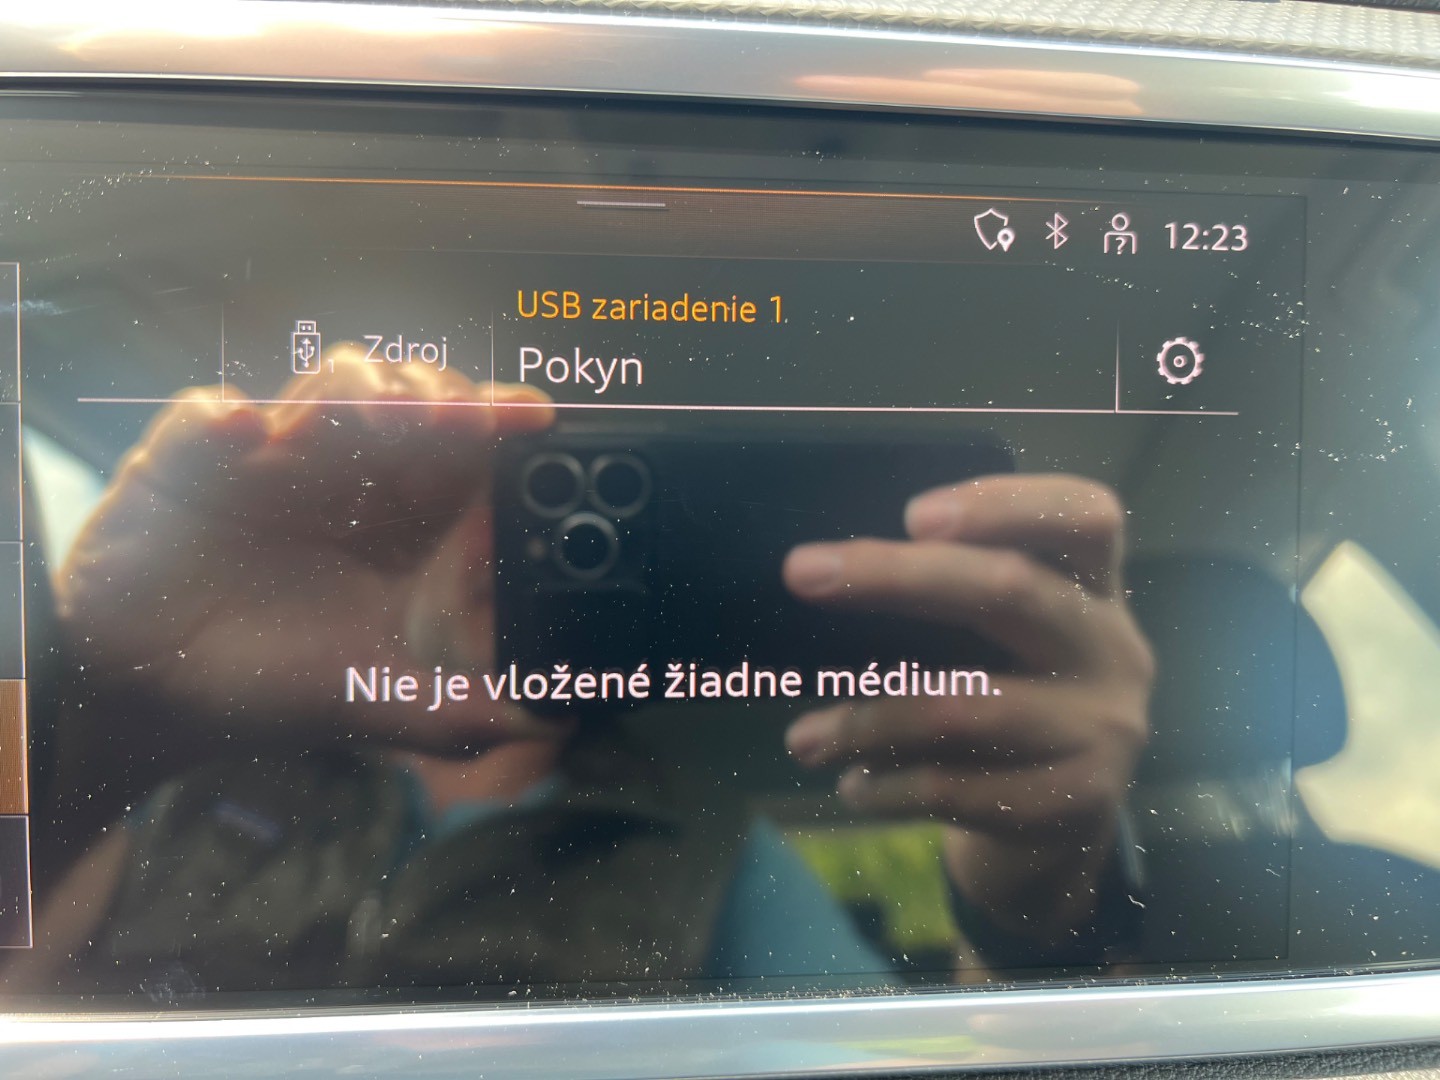 12:23
USB zariadenie 1
Zdroj
Pokyn
Nie je vložené žiadne médium.